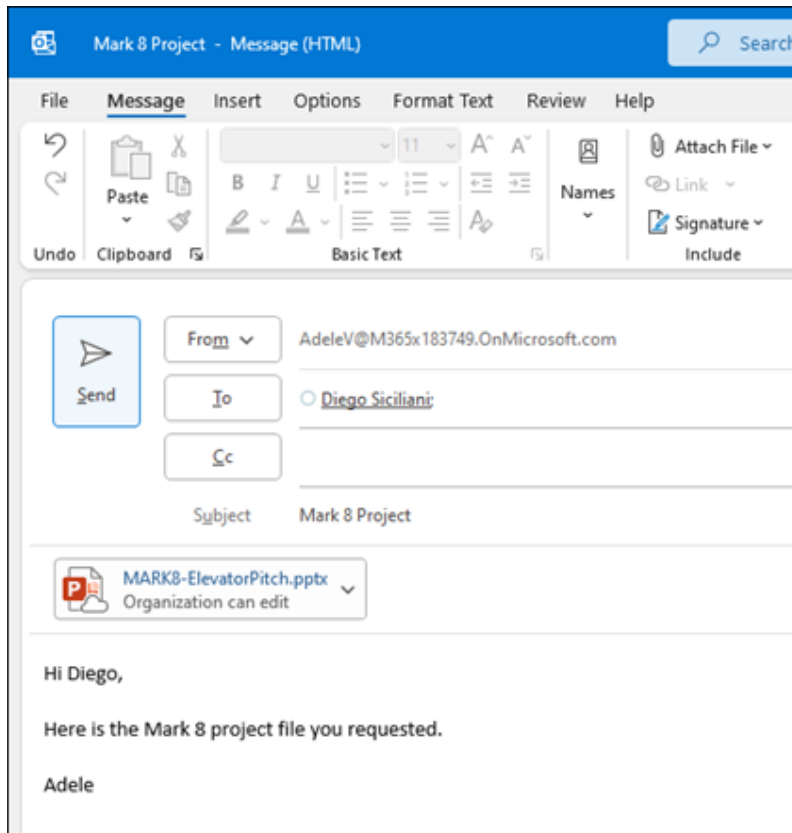 Mark 8 Project - Message (HTML)
Search
File Message Insert Options Format Text Review Help
11 A A
Paste
B I U
A
A
Names
Attach File
Link
Signature
Undo Clipboard Basic Text Include
Send
From AdeleV@M365x183749.OnMicrosoft.com
To Diego Siciliani;
Cc
Subject Mark 8 Project
MARK8-ElevatorPitch.pptx
Organization can edit
Hi Diego,
Here is the Mark 8 project file you requested.
Adele